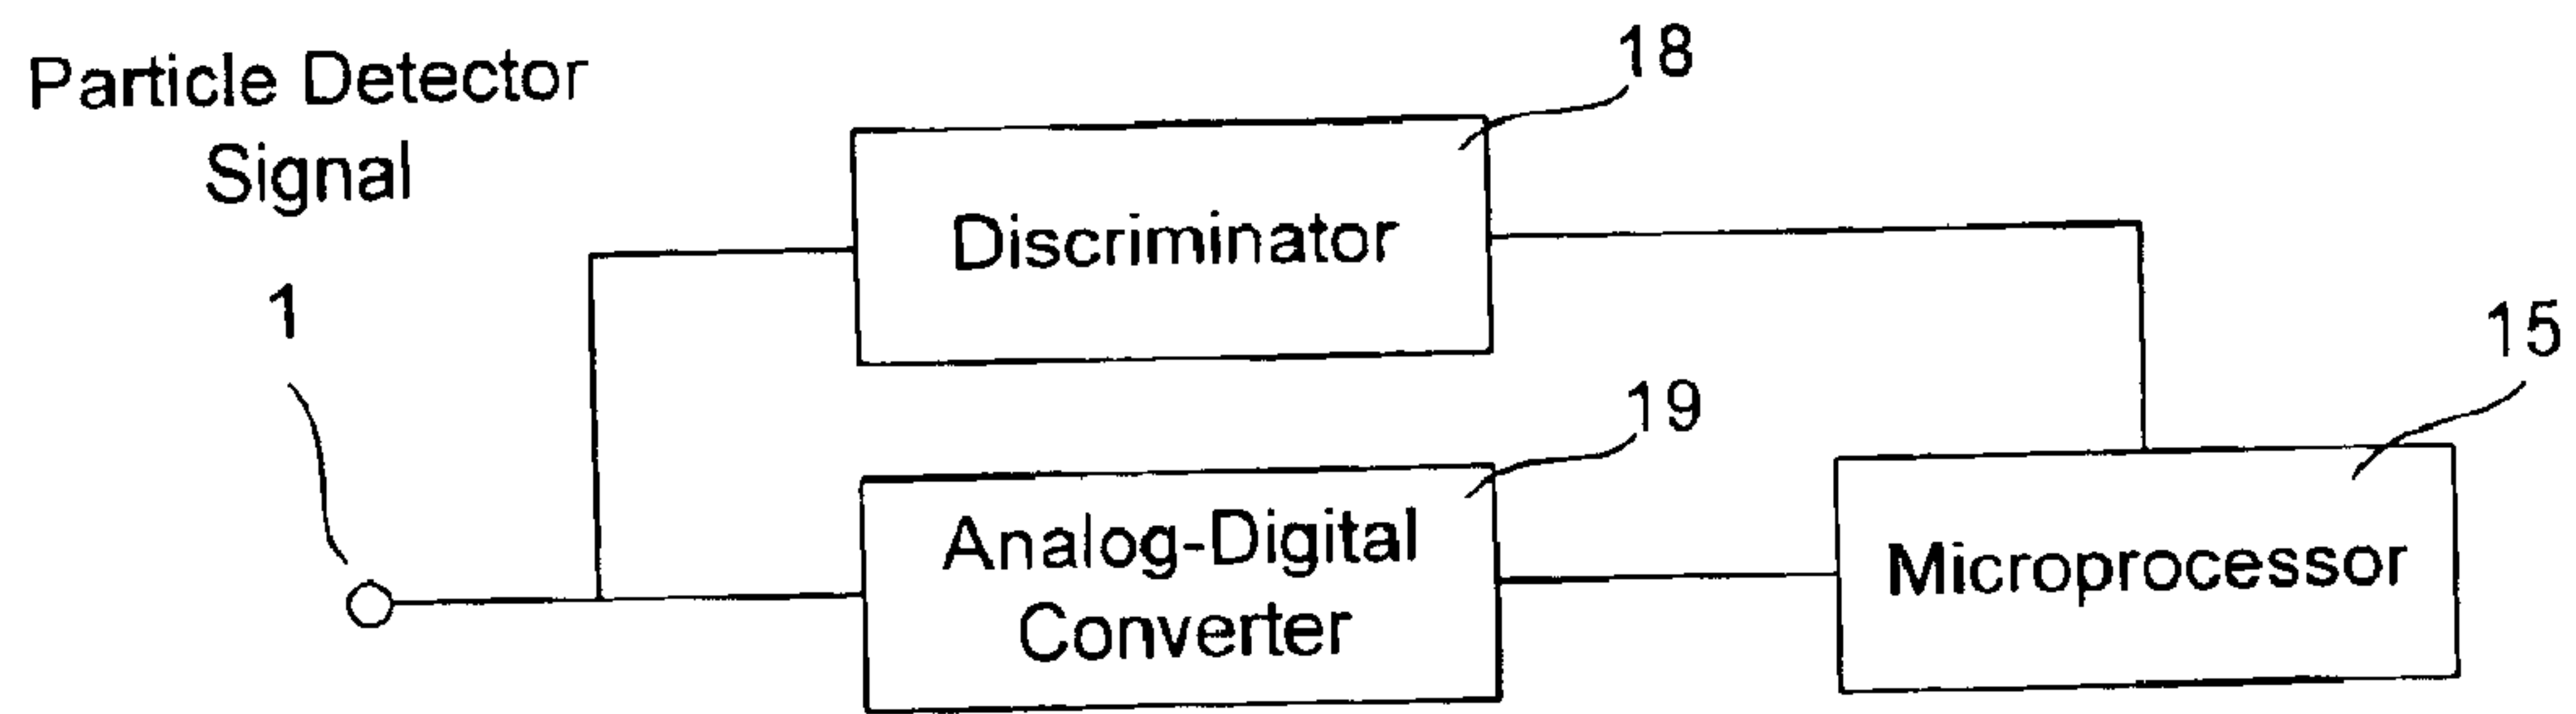 Particle Detector
Signal
1
18
Discriminator
19
Analog-Digital
Converter
15
Microprocessor